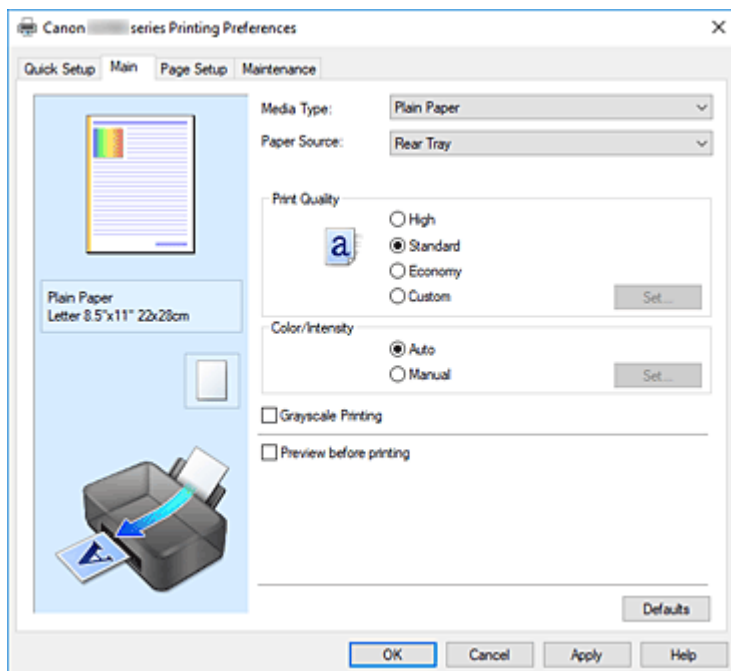 Canon series Printing Preferences
Quick Setup Main Page Setup Maintenance
Media Type: Plain Paper
Paper Source: Rear Tray
Print Quality
High
a
Standard
Economy
Plain Paper
Letter 8.5"x11" 22x28cm
Custom Set...
Color/Intensity
Auto
Manual Set...
Grayscale Printing
Preview before printing
A
Defaults
OK Cancel Apply Help